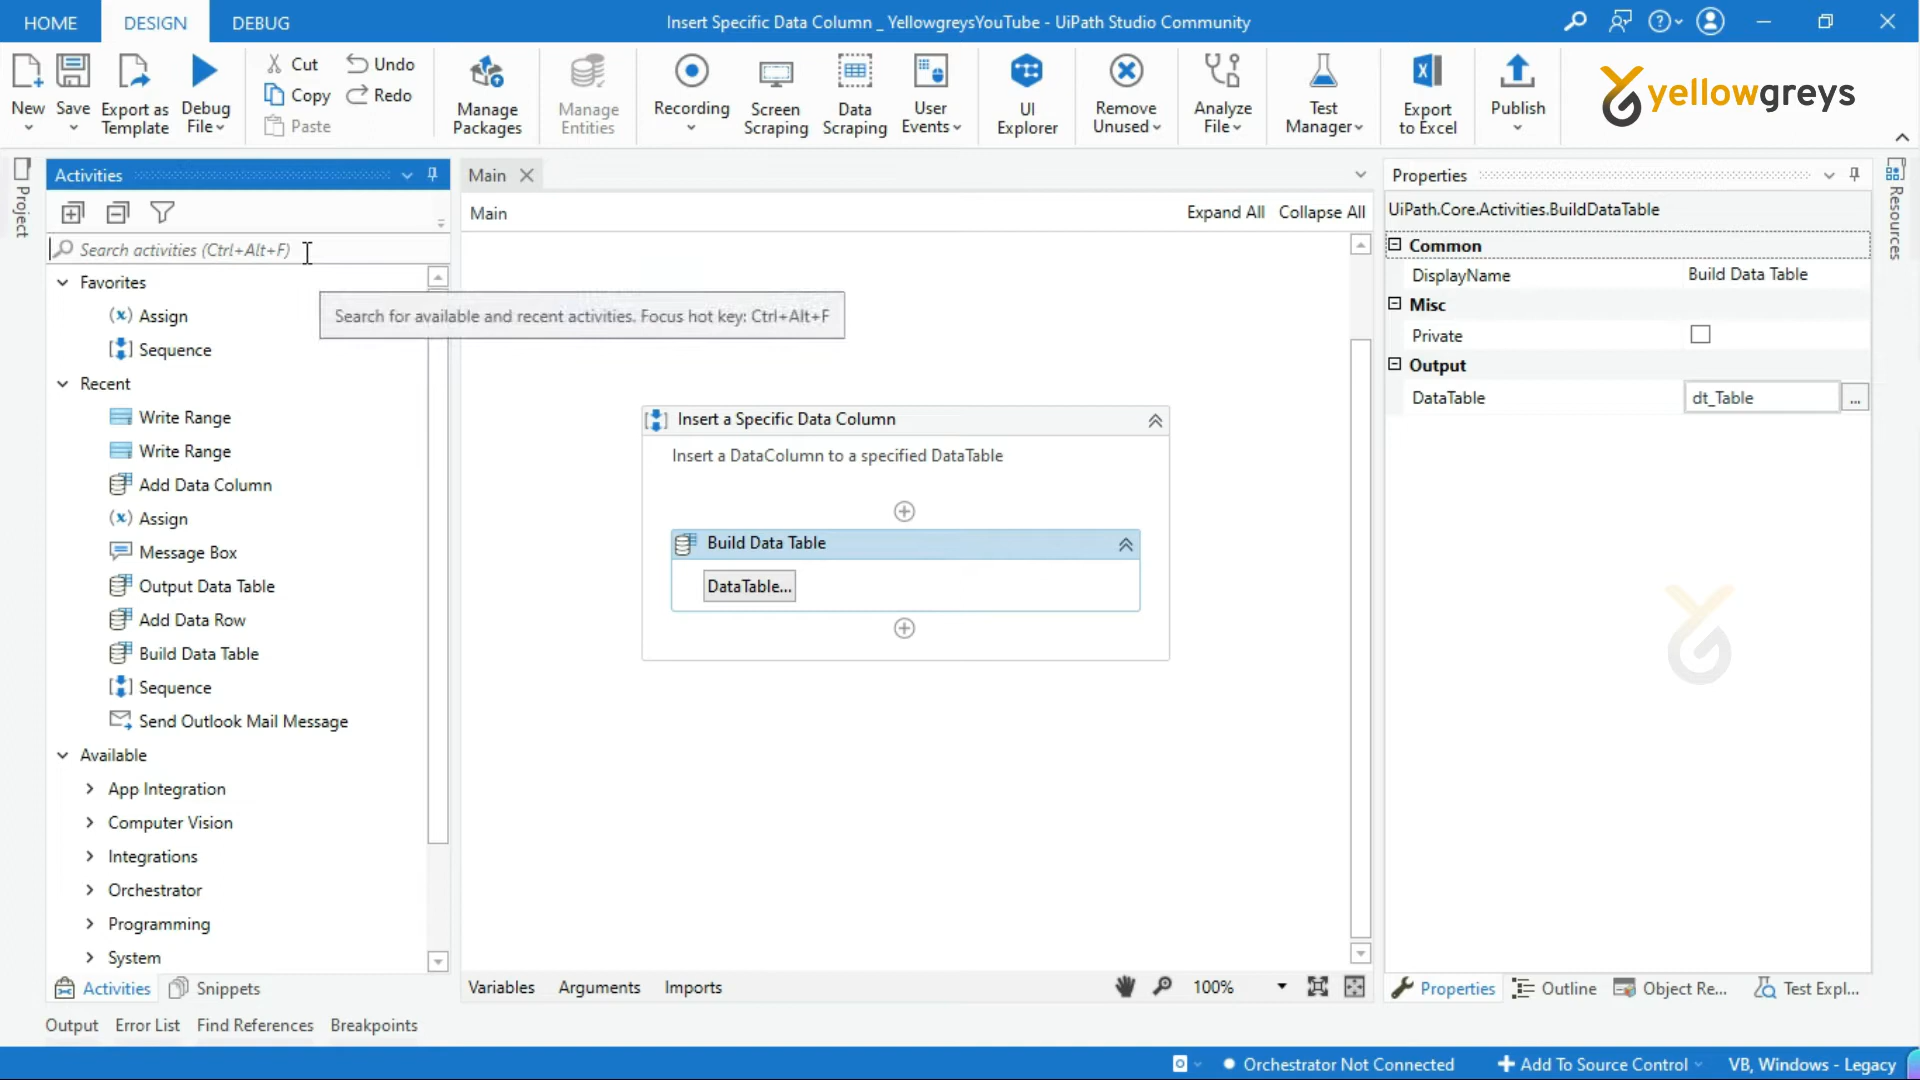 HOME DESIGN DEBUG Insert Specific Data Column _ YellowgreysYouTube - UiPath Studio Community
New Save Export as Template Debug File Cut Copy Paste Undo Redo Manage Packages Manage Entities Recording Screen Scraping Data Scraping User Events UI Explorer Remove Unused Analyze File Test Manager Export to Excel Publish yellowgreys
Project
Activities
Search activities (Ctrl+Alt+F)
Favorites
Assign
Sequence
Recent
Write Range
Write Range
Add Data Column
Assign
Message Box
Output Data Table
Add Data Row
Build Data Table
Sequence
Send Outlook Mail Message
Available
App Integration
Computer Vision
Integrations
Orchestrator
Programming
System
Activities Snippets
Search for available and recent activities. Focus hot key: Ctrl+Alt+F
Main
Main Expand All Collapse All
Insert a Specific Data Column
Insert a DataColumn to a specified DataTable
Build Data Table
DataTable...
Variables Arguments Imports 100%
Properties
UiPath.Core.Activities.BuildDataTable
Common
DisplayName Build Data Table
Misc
Private
Output
DataTable dt_Table ...
Properties Outline Object Re... Test Expl...
Resources
Output Error List Find References Breakpoints
Orchestrator Not Connected Add To Source Control VB, Windows - Legacy